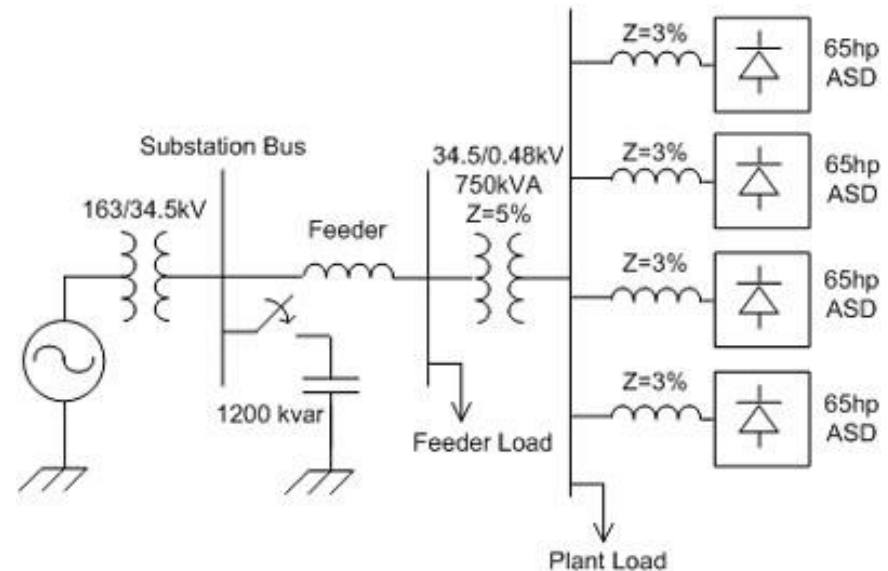 Z=3%
65hp
ASD
Substation Bus
34.5/0.48kV
750kVA
Z=5%
Z=3%
65hp
ASD
163/34.5kV
Feeder
Z=3%
65hp
ASD
1200 kvar
Feeder Load
Z=3%
65hp
ASD
Plant Load